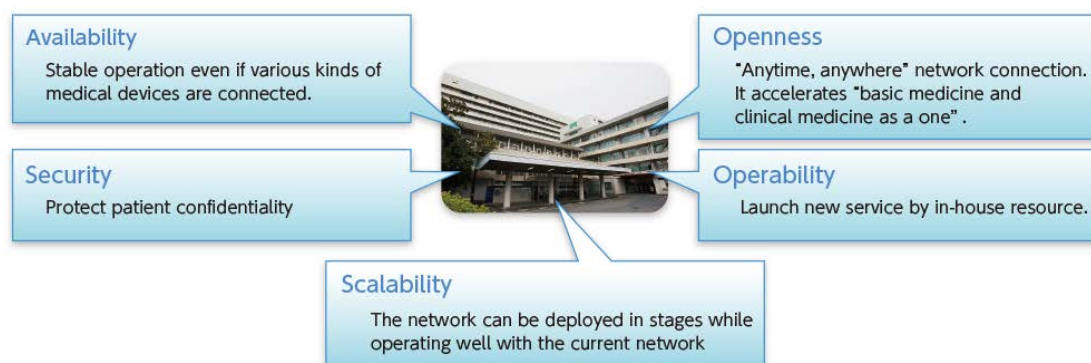 Availability
Stable operation even if various kinds of
medical devices are connected.
Security
Protect patient confidentiality
Openness
"Anytime, anywhere" network connection.
It accelerates "basic medicine and
clinical medicine as a one" .
Operability
Launch new service by in-house resource.
Scalability
The network can be deployed in stages while
operating well with the current network